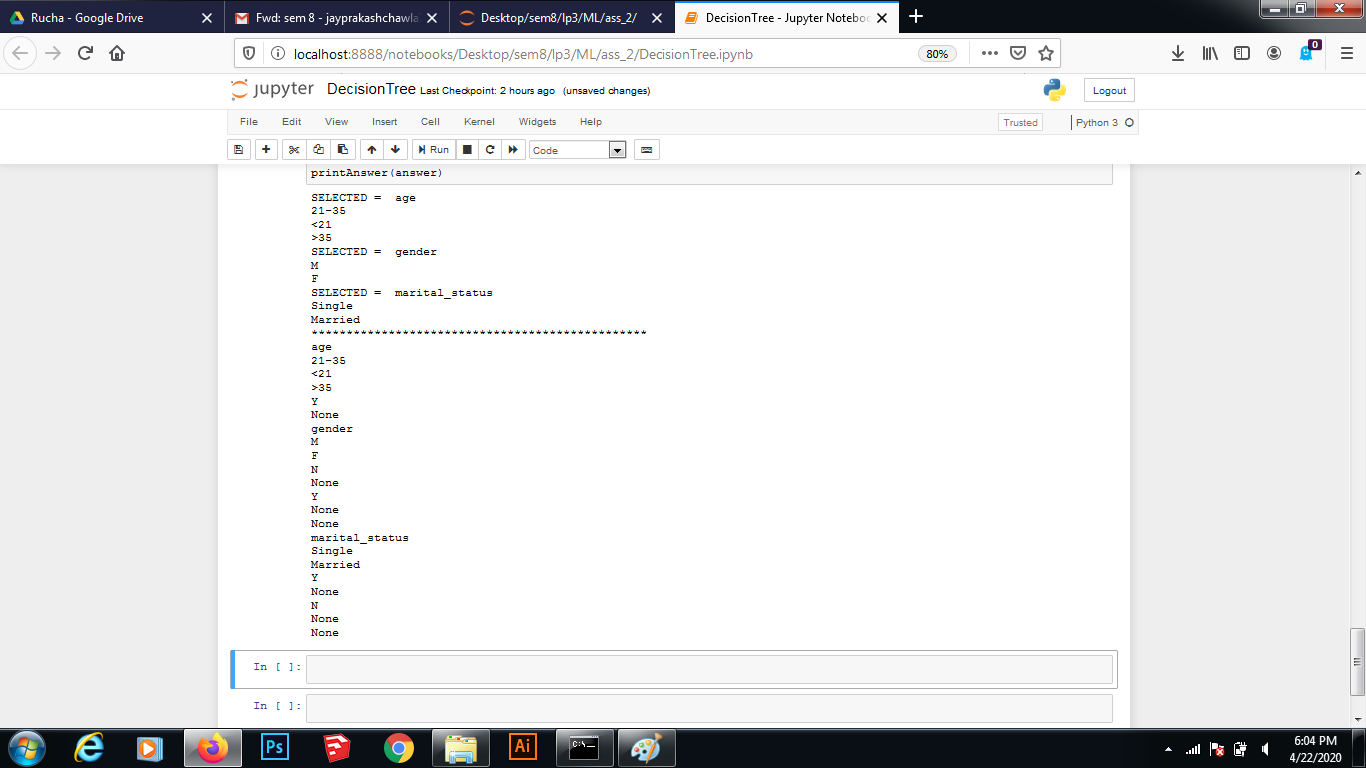 Rucha - Google Drive
Fwd: sem 8 - jayprakashchawla
Desktop/sem8/lp3/ML/ass_2/
DecisionTree - Jupyter Notebook
localhost:8888/notebooks/Desktop/sem8/lp3/ML/ass_2/DecisionTree.ipynb
80%
0
jupyter DecisionTree Last Checkpoint: 2 hours ago (unsaved changes)
Logout
File Edit View Insert Cell Kernel Widgets Help
Trusted
Python 3
Run
Code
printAnswer(answer)
SELECTED =  age
21-35
<21
>35
SELECTED =  gender
M
F
SELECTED =  marital_status
Single
Married
************************************************
age
21-35
<21
>35
Y
None
gender
M
F
N
None
Y
None
None
marital_status
Single
Married
Y
None
N
None
None
In [ ]:
In [ ]:
Ps
Ai
C:\_
6:04 PM
4/22/2020